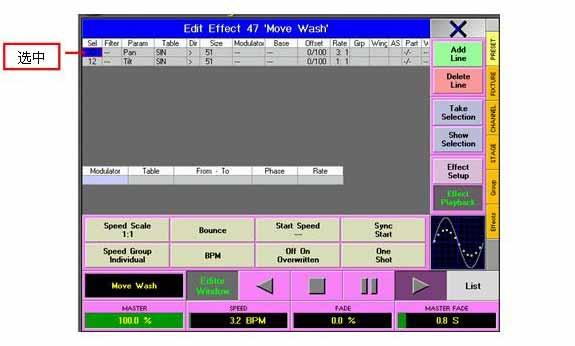 Edit Effect 47 'Move Wash'
选中
Sel Filter Param Table Dir Size Modulator Base Offset Rate Grp Wing AS Part
Pan SIN > 51 --- 0/100 3: 1 -/-
12 --- Tilt SIN > 51 --- 0/100 1: 1 -/-
Add Line
Delete Line
Take Selection
Show Selection
Effect Setup
Effect Playback
PRESET:
FIXTURE
CHANNEL
STAGE
Group
Effects
Modulator Table From - To Phase Rate
Speed Scale 1:1
Bounce
Start Speed ---
Sync Start
Speed Group Individual
BPM
Off On Overwritten
One Shot
Move Wash
Editor Window
List
MASTER 100.0 %
SPEED 3.2 BPM
FADE 0.0 %
MASTER FADE 0.8 S